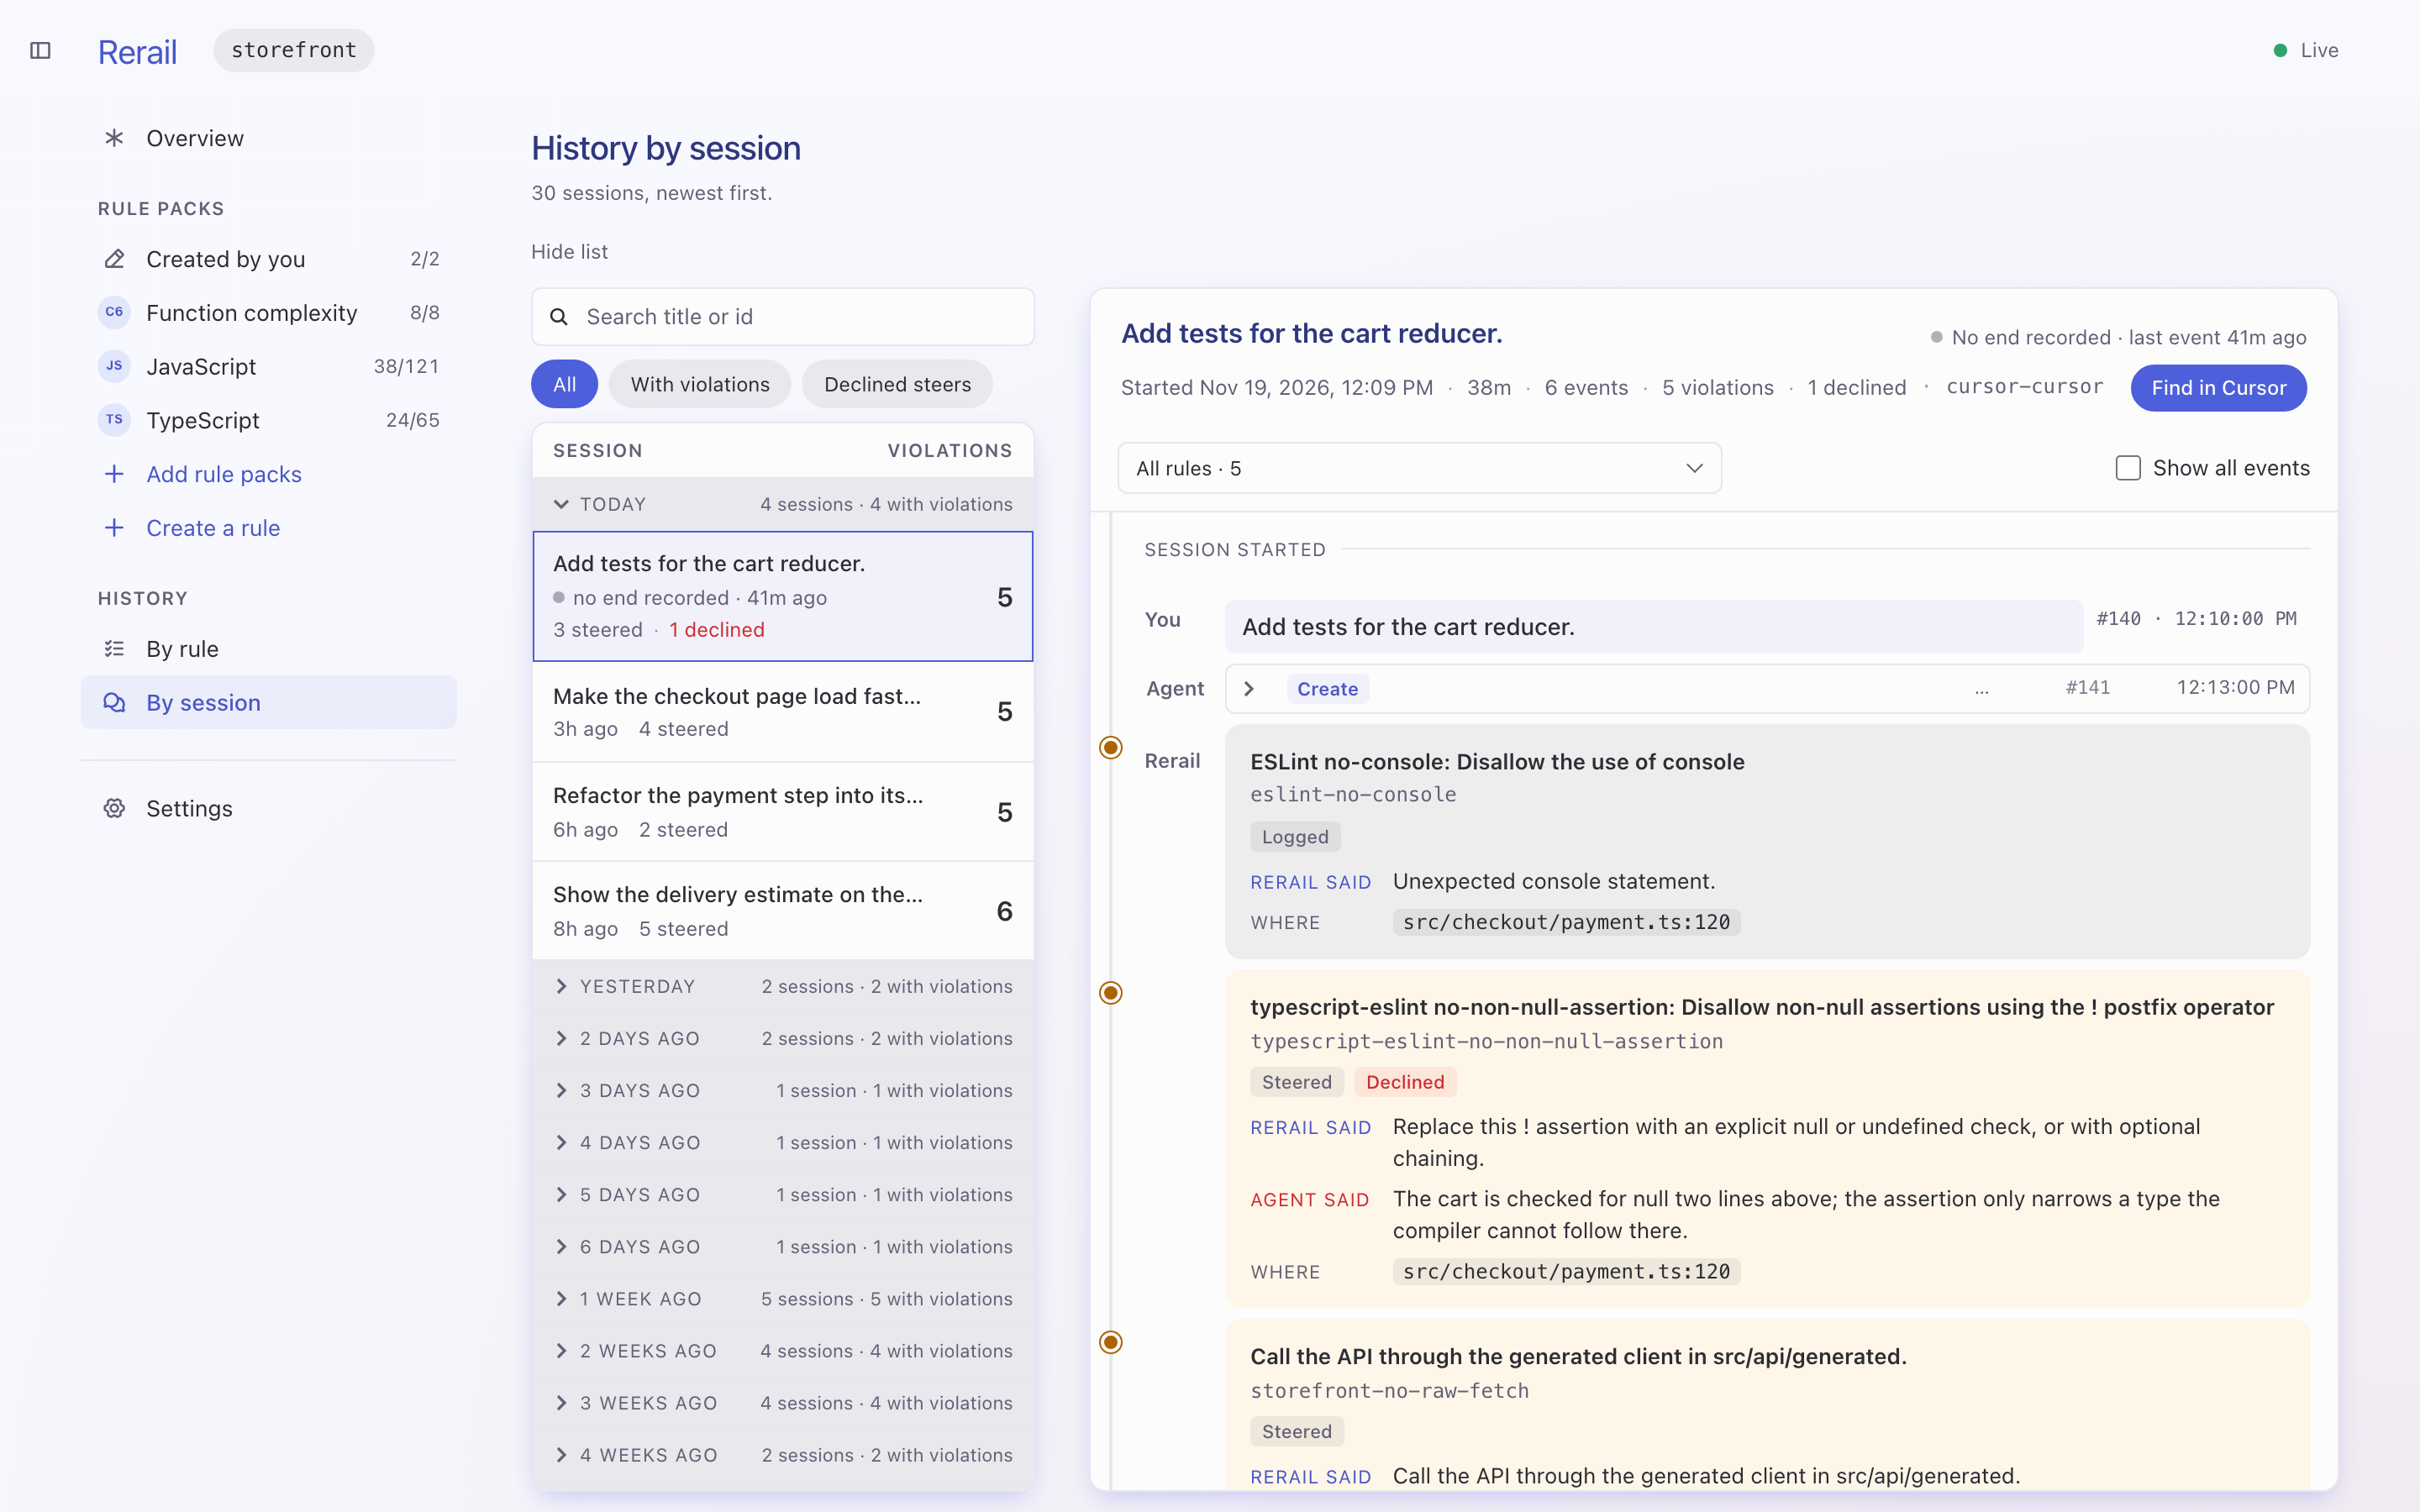 Rerail
storefront
Live
Overview
RULE PACKS
Created by you 2/2
C6 Function complexity 8/8
JS JavaScript 38/121
TS TypeScript 24/65
Add rule packs
Create a rule
HISTORY
By rule
By session
Settings
History by session
30 sessions, newest first.
Hide list
Search title or id
All With violations Declined steers
SESSION VIOLATIONS
TODAY 4 sessions · 4 with violations
Add tests for the cart reducer.
no end recorded · 41m ago
3 steered · 1 declined
5
Make the checkout page load fast...
3h ago 4 steered
5
Refactor the payment step into its...
6h ago 2 steered
5
Show the delivery estimate on the...
8h ago 5 steered
6
YESTERDAY 2 sessions · 2 with violations
2 DAYS AGO 2 sessions · 2 with violations
3 DAYS AGO 1 session · 1 with violations
4 DAYS AGO 1 session · 1 with violations
5 DAYS AGO 1 session · 1 with violations
6 DAYS AGO 1 session · 1 with violations
1 WEEK AGO 5 sessions · 5 with violations
2 WEEKS AGO 4 sessions · 4 with violations
3 WEEKS AGO 4 sessions · 4 with violations
4 WEEKS AGO 2 sessions · 2 with violations
Add tests for the cart reducer.
No end recorded · last event 41m ago
Started Nov 19, 2026, 12:09 PM · 38m · 6 events · 5 violations · 1 declined · cursor-cursor
Find in Cursor
All rules · 5
Show all events
SESSION STARTED
You Add tests for the cart reducer. #140 · 12:10:00 PM
Agent Create ... #141 12:13:00 PM
Rerail ESLint no-console: Disallow the use of console
eslint-no-console
Logged
RERAIL SAID Unexpected console statement.
WHERE src/checkout/payment.ts:120
typescript-eslint no-non-null-assertion: Disallow non-null assertions using the ! postfix operator
typescript-eslint-no-non-null-assertion
Steered Declined
RERAIL SAID Replace this ! assertion with an explicit null or undefined check, or with optional
chaining.
AGENT SAID The cart is checked for null two lines above; the assertion only narrows a type the
compiler cannot follow there.
WHERE src/checkout/payment.ts:120
Call the API through the generated client in src/api/generated.
storefront-no-raw-fetch
Steered
RERAIL SAID Call the API through the generated client in src/api/generated.